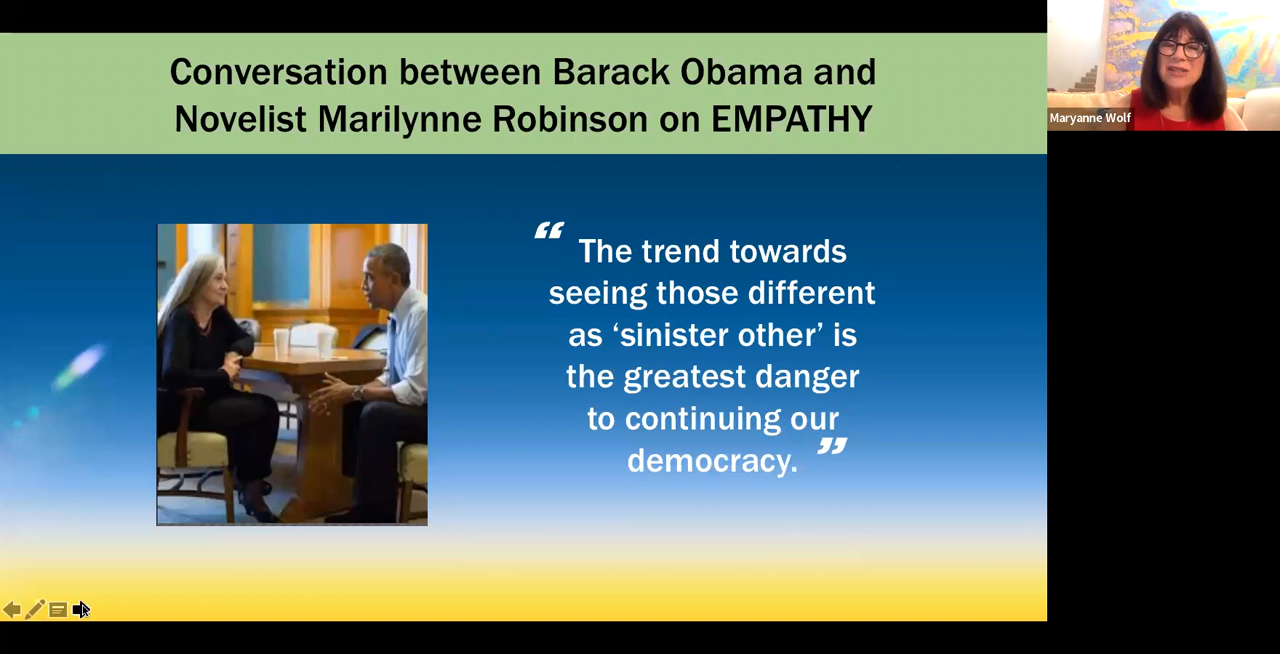 Conversation between Barack Obama and
Novelist Marilynne Robinson on EMPATHY
Maryanne Wolf
“ The trend towards
seeing those different
as ‘sinister other’ is
the greatest danger
to continuing our
democracy. ”